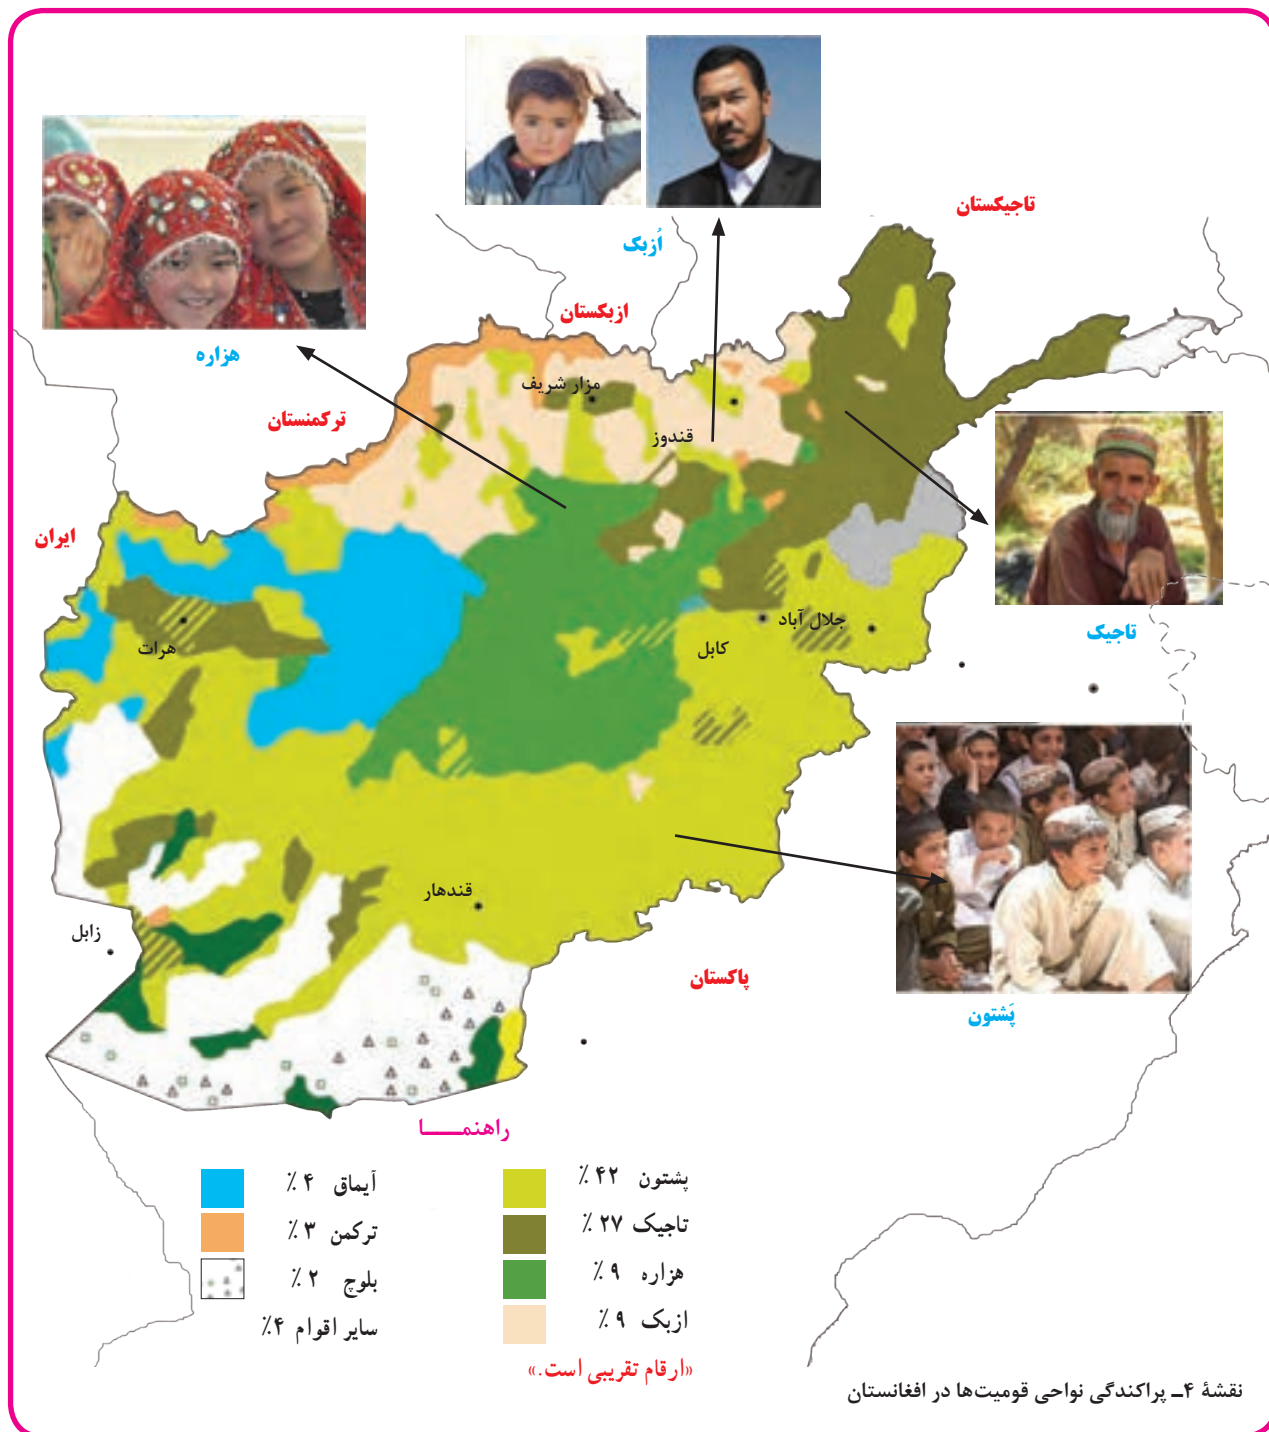 تاجیکستان
اُزبک
ازبکستان
هزاره
مزار شریف
ترکمنستان
قندوز
ایران
جلال آباد
تاجیک
هرات
کابل
قندهار
زابل
پاکستان
پَشتون
راهنمـــــا
پشتون ۴۲ ٪
تاجیک ۲۷ ٪
هزاره ۹ ٪
ازبک ۹ ٪
آیماق ۴ ٪
ترکمن ۳ ٪
بلوچ ۲ ٪
سایر اقوام ۴٪
«ارقام تقریبی است.»
نقشهٔ ۴ــ پراکندگی نواحی قومیت‌ها در افغانستان